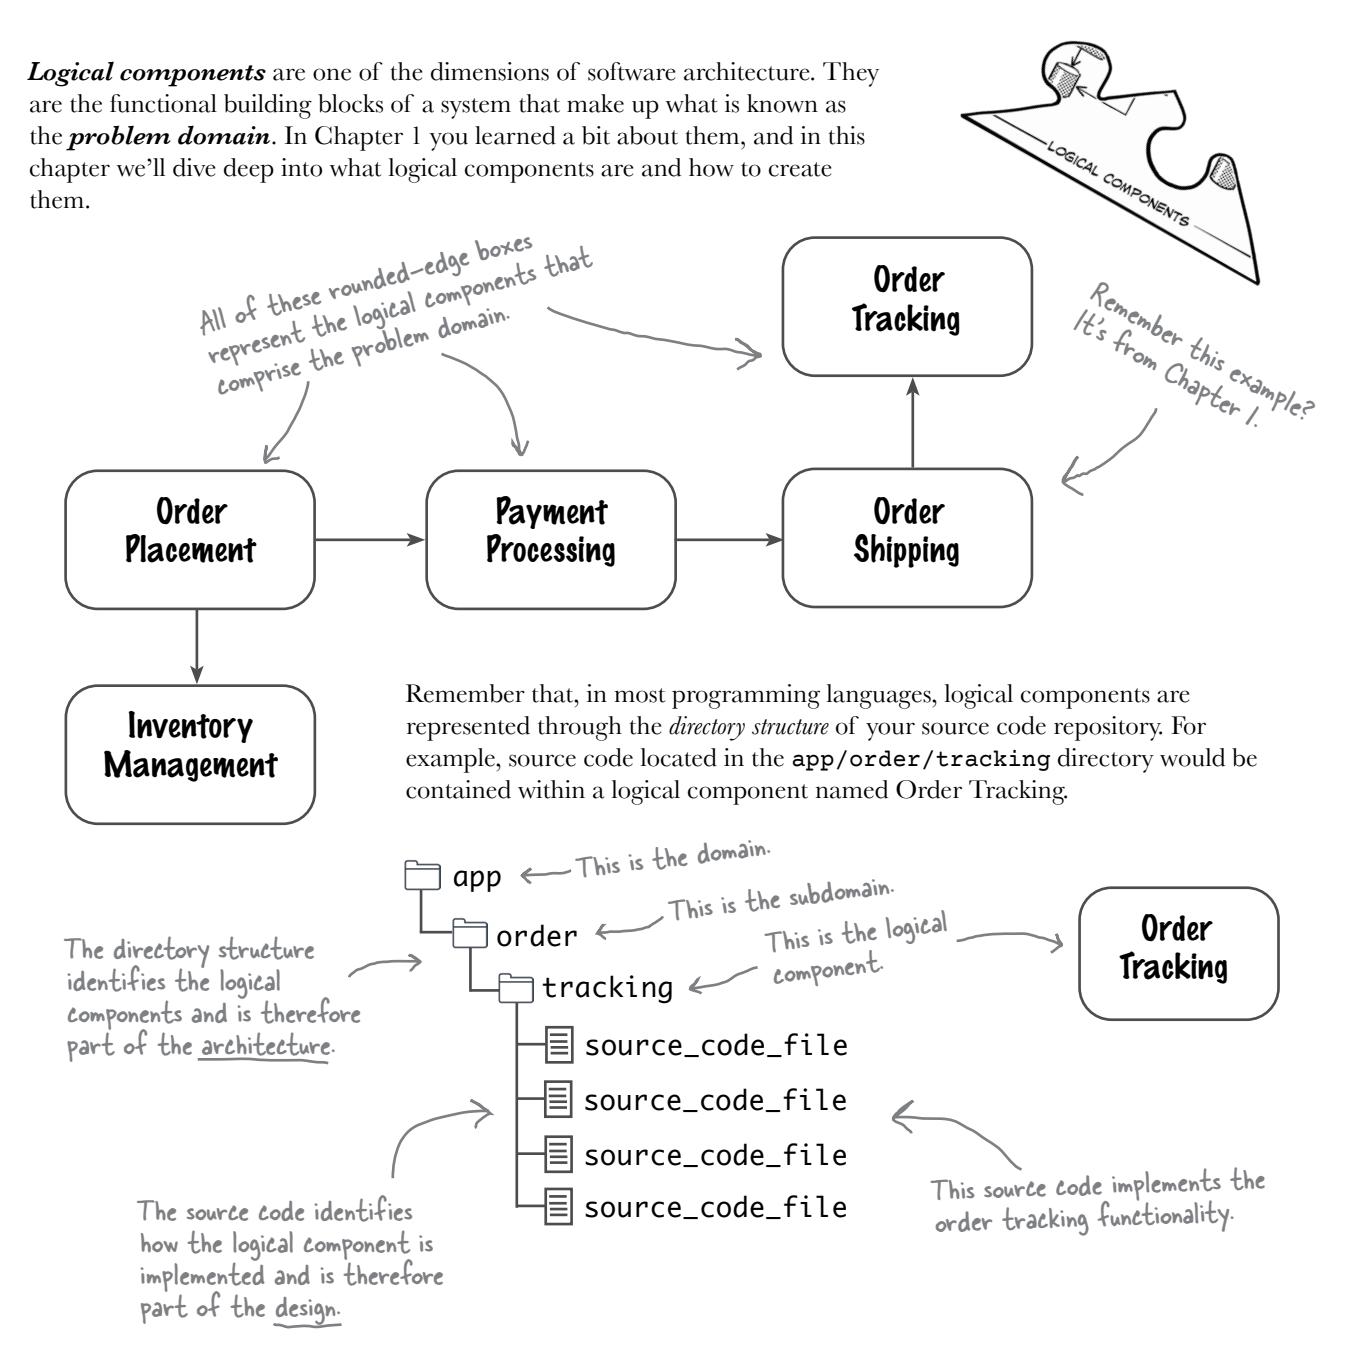 Logical components are one of the dimensions of software architecture. They
are the functional building blocks of a system that make up what is known as
the problem domain. In Chapter 1 you learned a bit about them, and in this
chapter we’ll dive deep into what logical components are and how to create
them.
LOGICAL COMPONENTS
All of these rounded-edge boxes
represent the logical components that
comprise the problem domain.
Order
Tracking
Remember this example?
It's from Chapter 1.
Order
Placement
Payment
Processing
Order
Shipping
Inventory
Management
Remember that, in most programming languages, logical components are
represented through the directory structure of your source code repository. For
example, source code located in the app/order/tracking directory would be
contained within a logical component named Order Tracking.
app
This is the domain.
order
This is the subdomain.
tracking
This is the logical
component.
Order
Tracking
The directory structure
identifies the logical
components and is therefore
part of the architecture.
source_code_file
source_code_file
source_code_file
source_code_file
The source code identifies
how the logical component is
implemented and is therefore
part of the design.
This source code implements the
order tracking functionality.